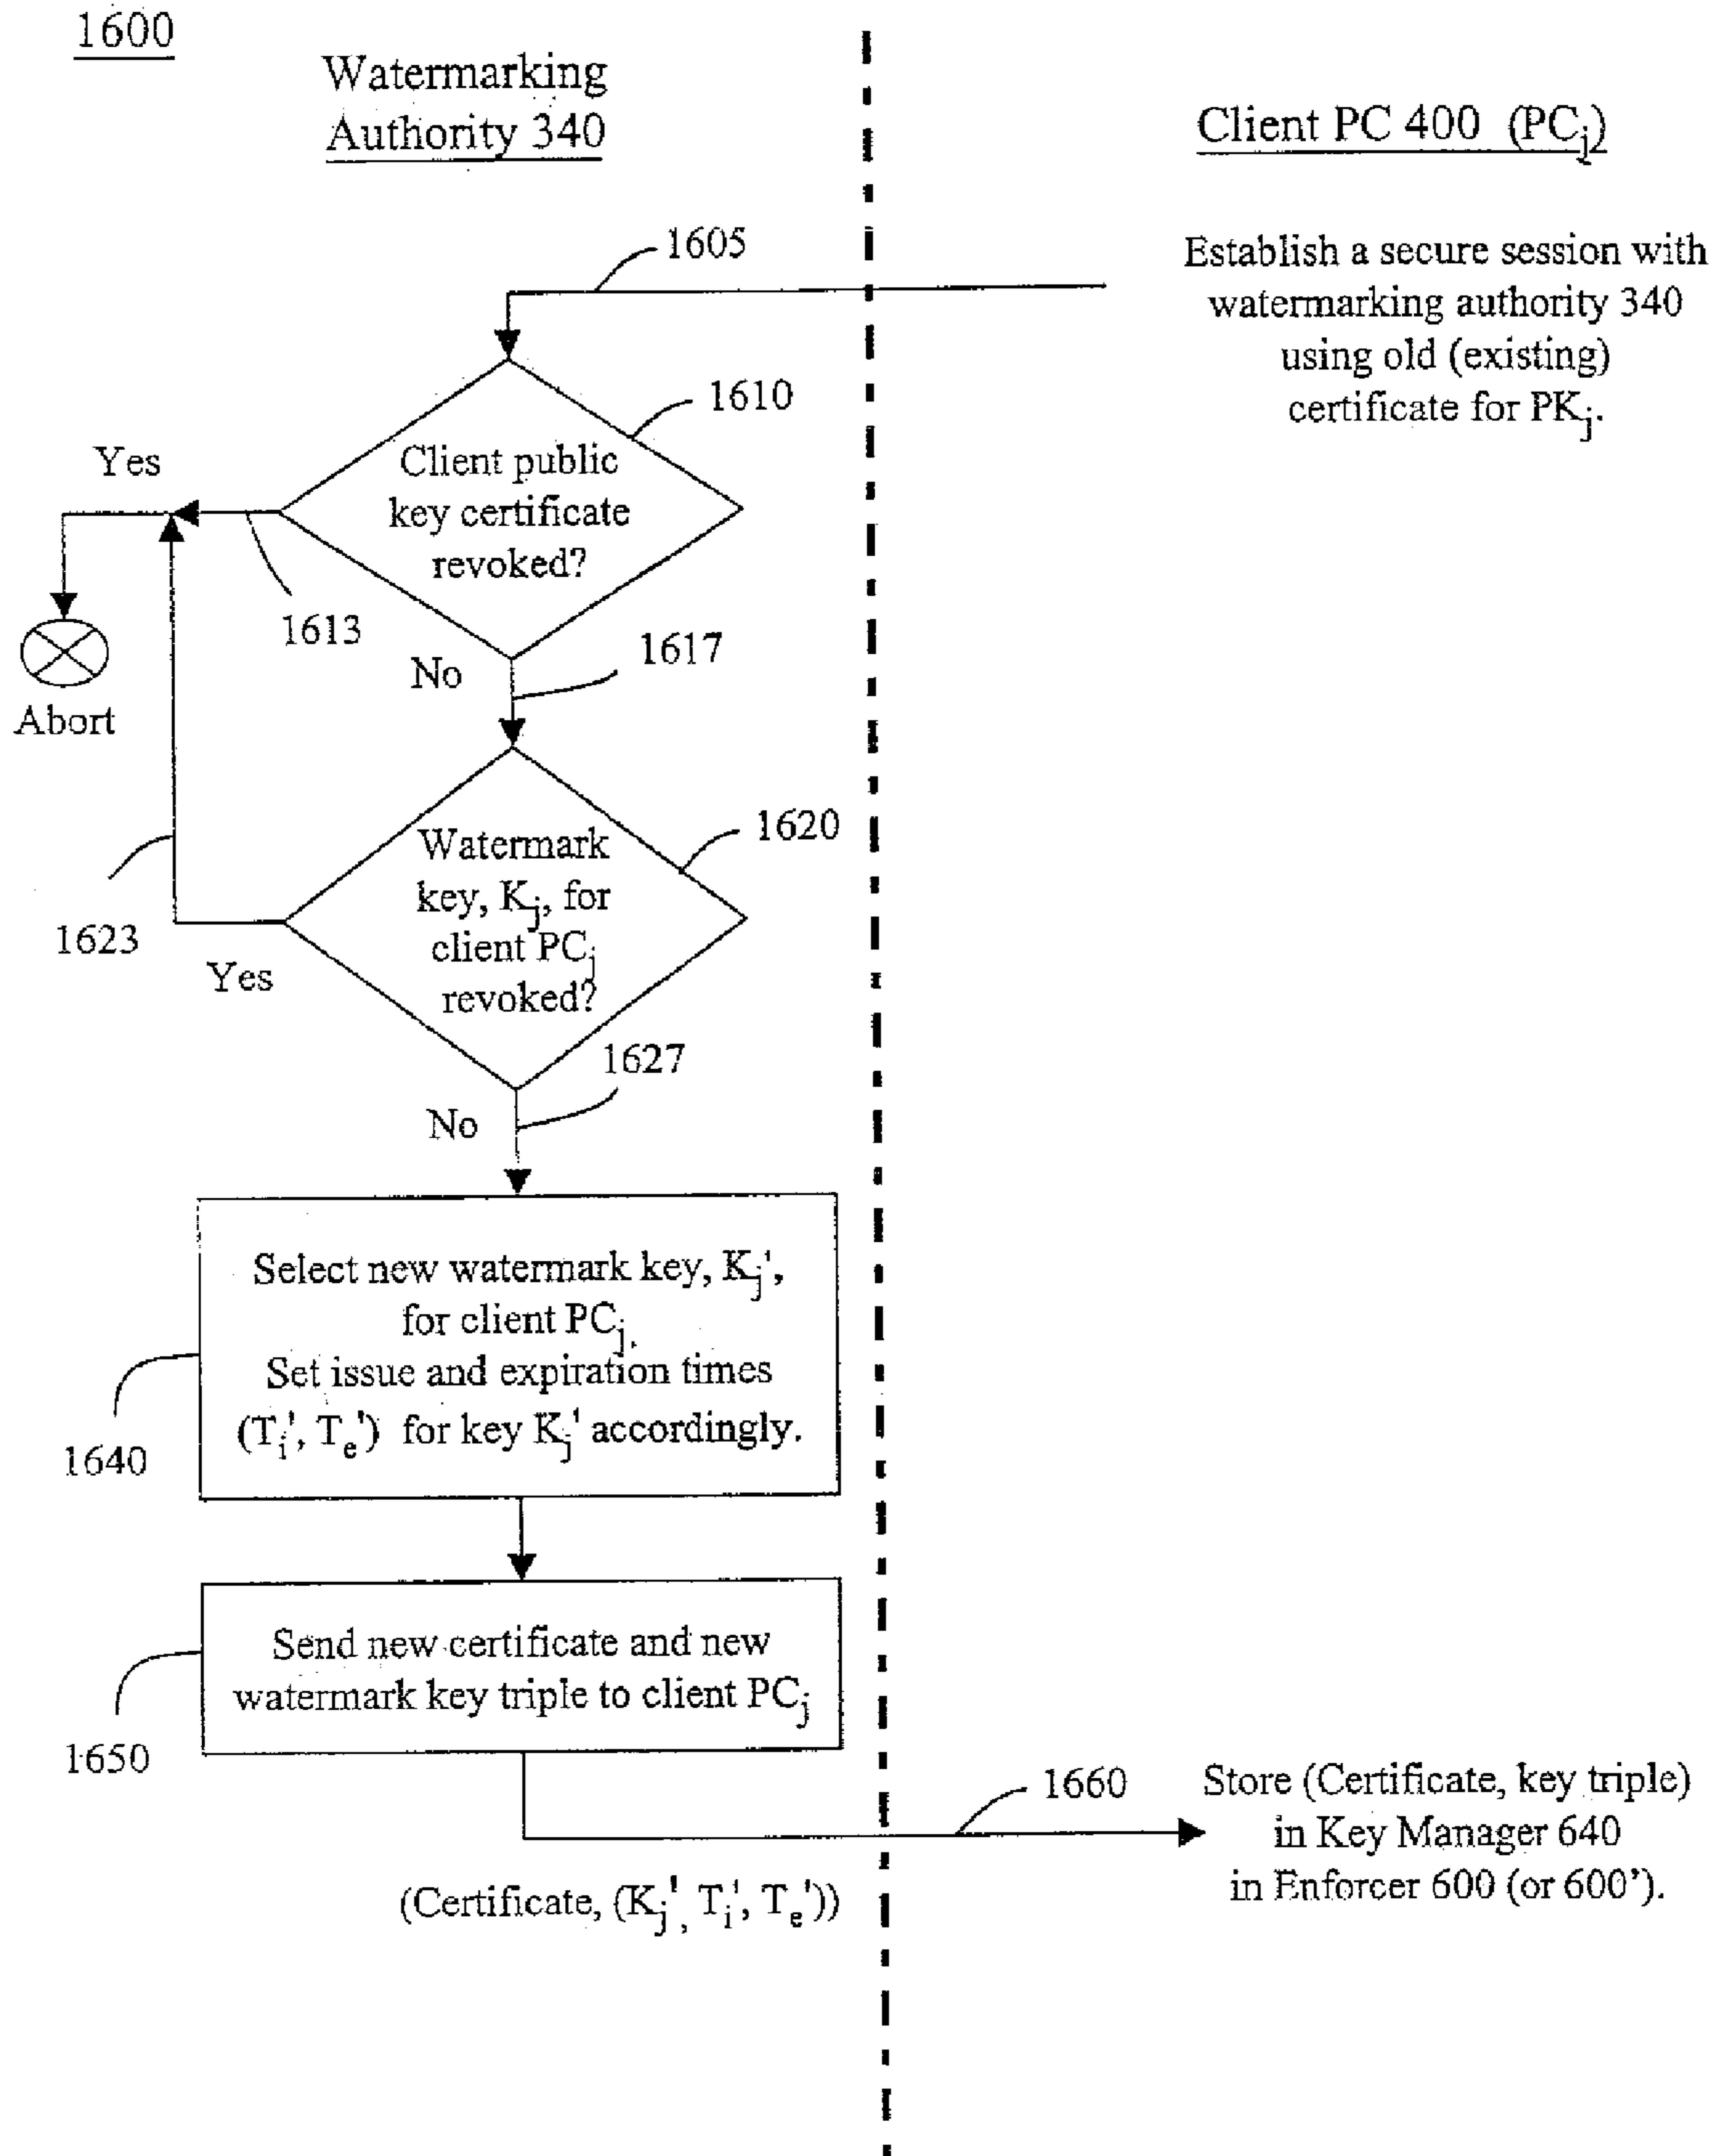 1600
Watermarking
Authority 340
Client PC 400 (PCj)
Establish a secure session with
watermarking authority 340
using old (existing)
certificate for PKj.
1605
1610
Client public
key certificate
revoked?
Yes
1613
Abort
No
1617
1620
Watermark
key, Kj, for
client PCj
revoked?
1623
Yes
1627
No
Select new watermark key, Kj',
for client PCj.
Set issue and expiration times
(Ti', Te') for key Kj' accordingly.
1640
Send new certificate and new
watermark key triple to client PCj
1650
1660
Store (Certificate, key triple)
in Key Manager 640
in Enforcer 600 (or 600').
(Certificate, (Kj', Ti', Te'))